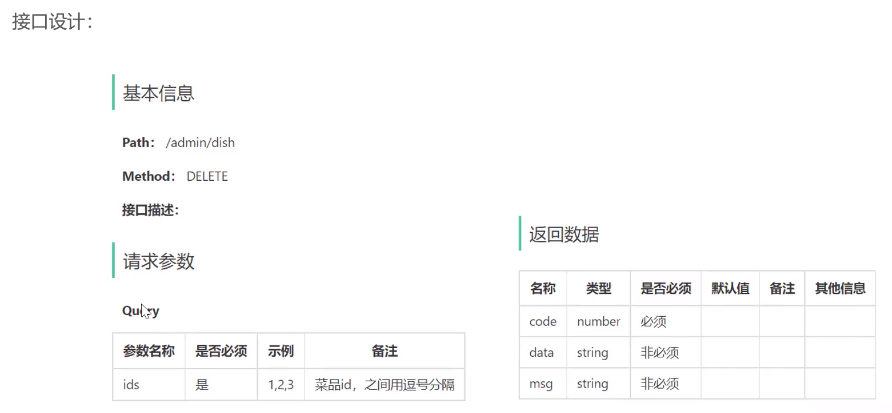 接口设计：
基本信息
Path： /admin/dish
Method： DELETE
接口描述：
请求参数
Query
参数名称 是否必须 示例 备注
ids 是 1,2,3 菜品id，之间用逗号分隔
返回数据
名称 类型 是否必须 默认值 备注 其他信息
code number 必须
data string 非必须
msg string 非必须